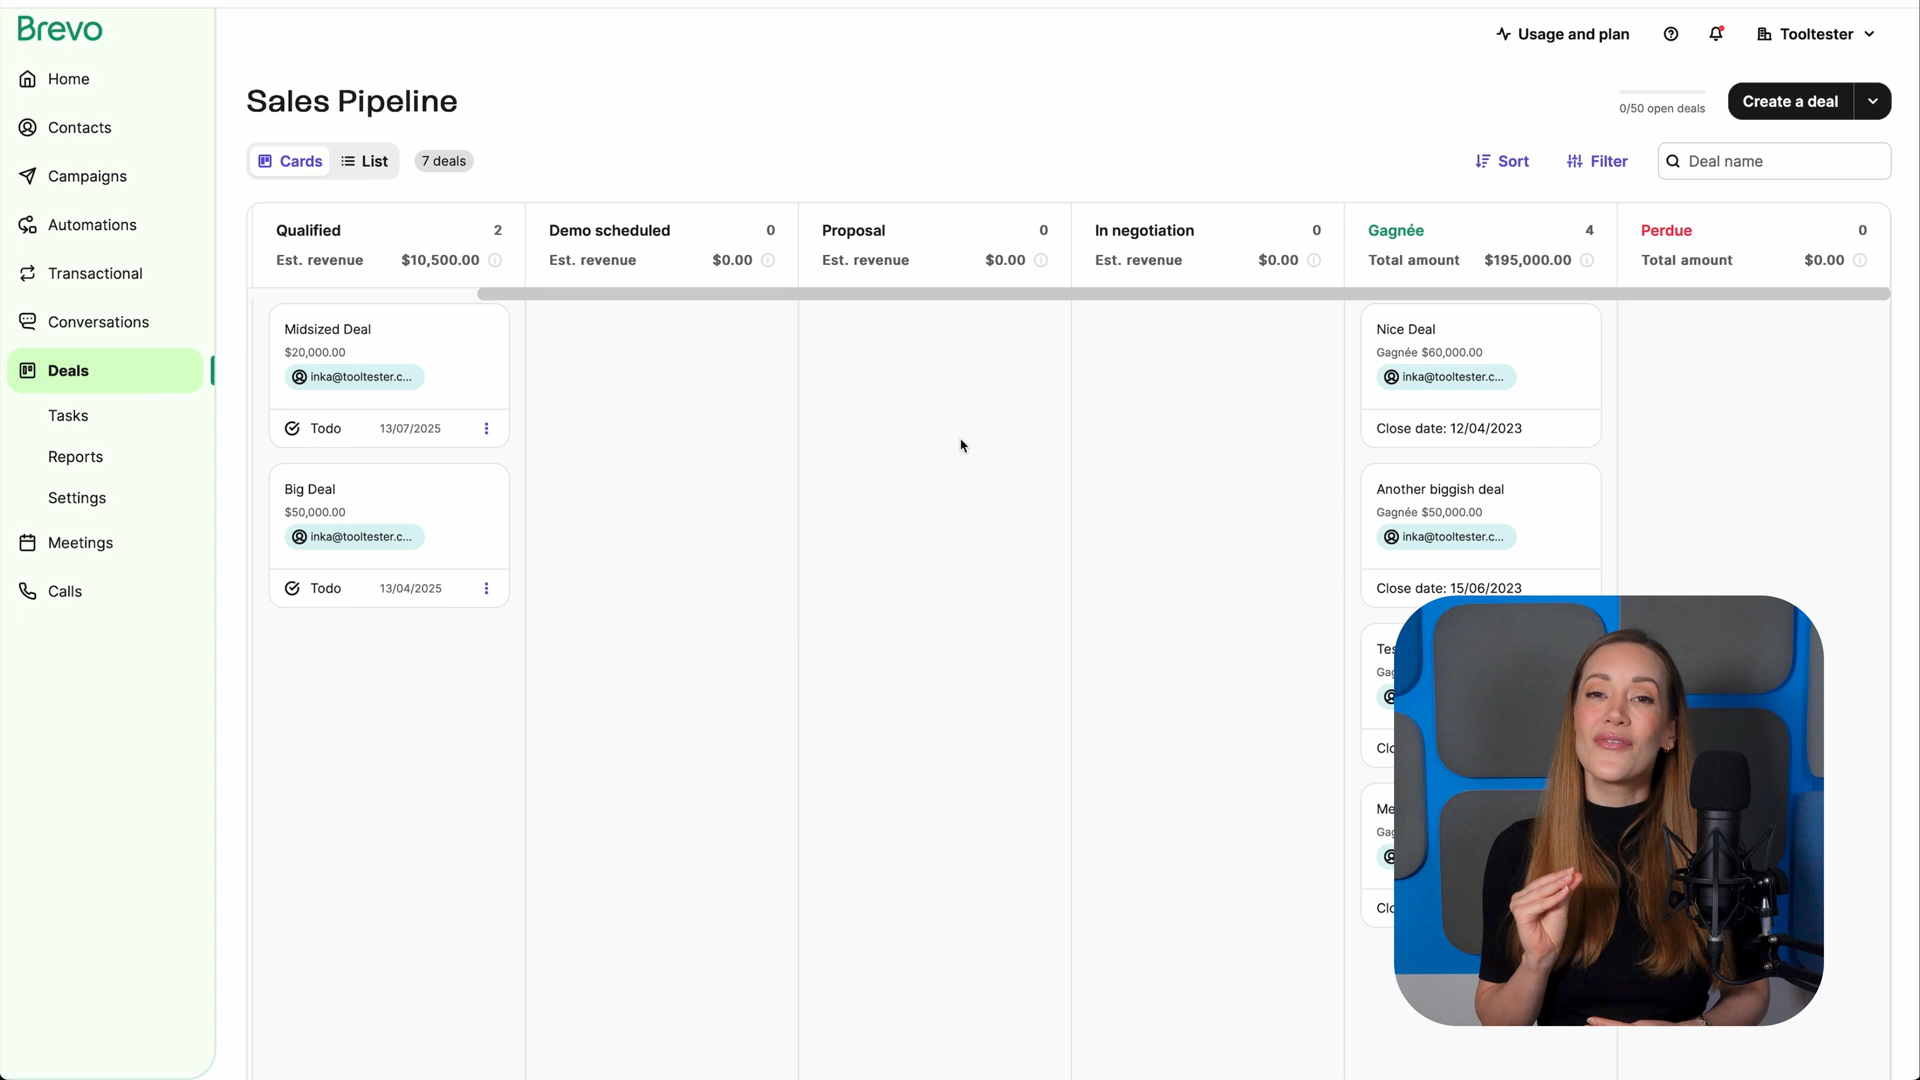 Brevo
Home
Contacts
Campaigns
Automations
Transactional
Conversations
Deals
Tasks
Reports
Settings
Meetings
Calls
Usage and plan
Tooltester
Sales Pipeline
0/50 open deals
Create a deal
Cards
List
7 deals
Sort
Filter
Deal name
Qualified 2
Est. revenue $10,500.00
Demo scheduled 0
Est. revenue $0.00
Proposal 0
Est. revenue $0.00
In negotiation 0
Est. revenue $0.00
Gagnée 4
Total amount $195,000.00
Perdue 0
Total amount $0.00
Midsized Deal
$20,000.00
inka@tooltester.c...
Todo 13/07/2025
Big Deal
$50,000.00
inka@tooltester.c...
Todo 13/04/2025
Nice Deal
Gagnée $60,000.00
inka@tooltester.c...
Close date: 12/04/2023
Another biggish deal
Gagnée $50,000.00
inka@tooltester.c...
Close date: 15/06/2023
Tes
Gag
Clo
Me
Gag
Clo